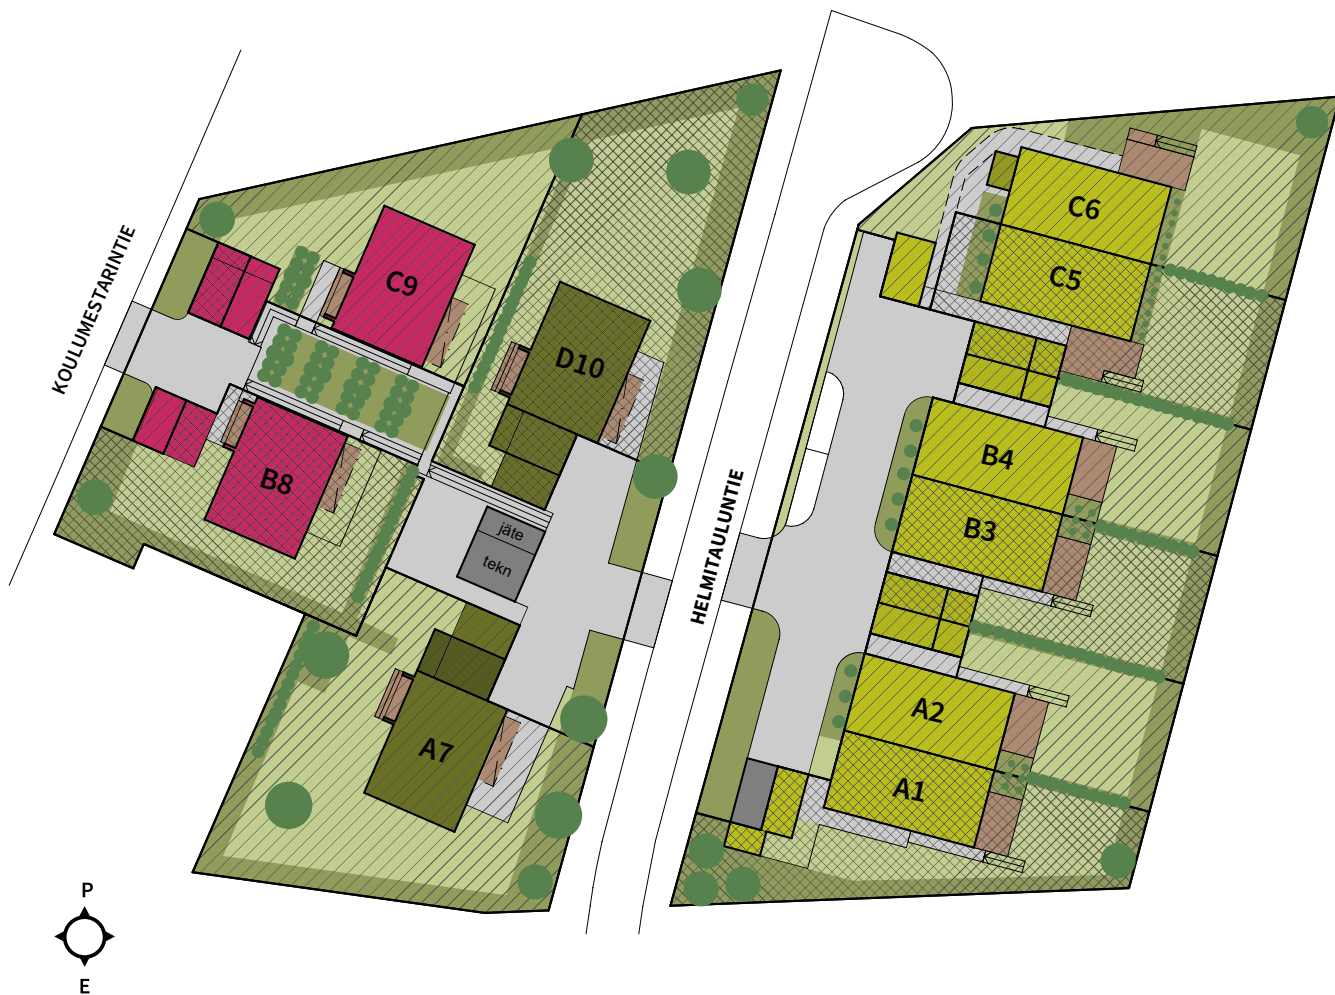 KOULUMESTARINTIE
C9
D10
B8
jäte
tekn
A7
HELMITAULUNTIE
C6
C5
B4
B3
A2
A1
P
E